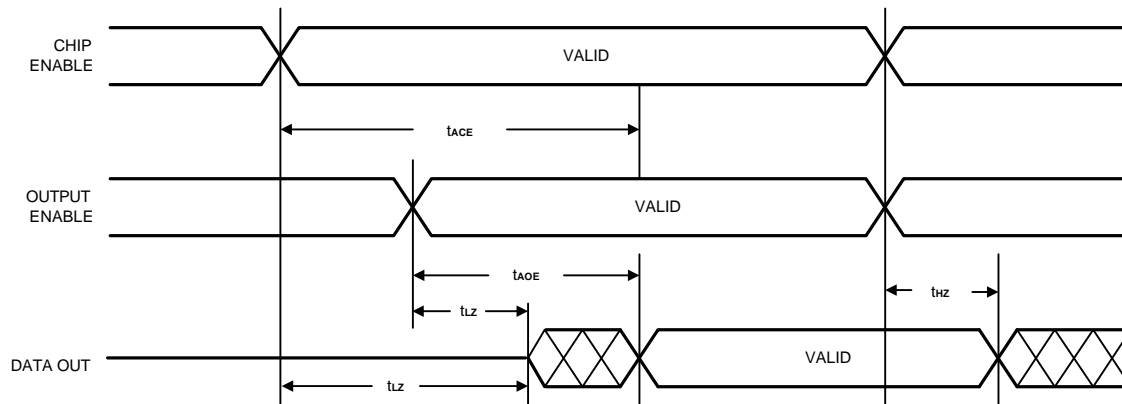 CHIP
ENABLE
VALID
tACE
OUTPUT
ENABLE
VALID
tAOE
tHZ
tLZ
DATA OUT
VALID
tLZ